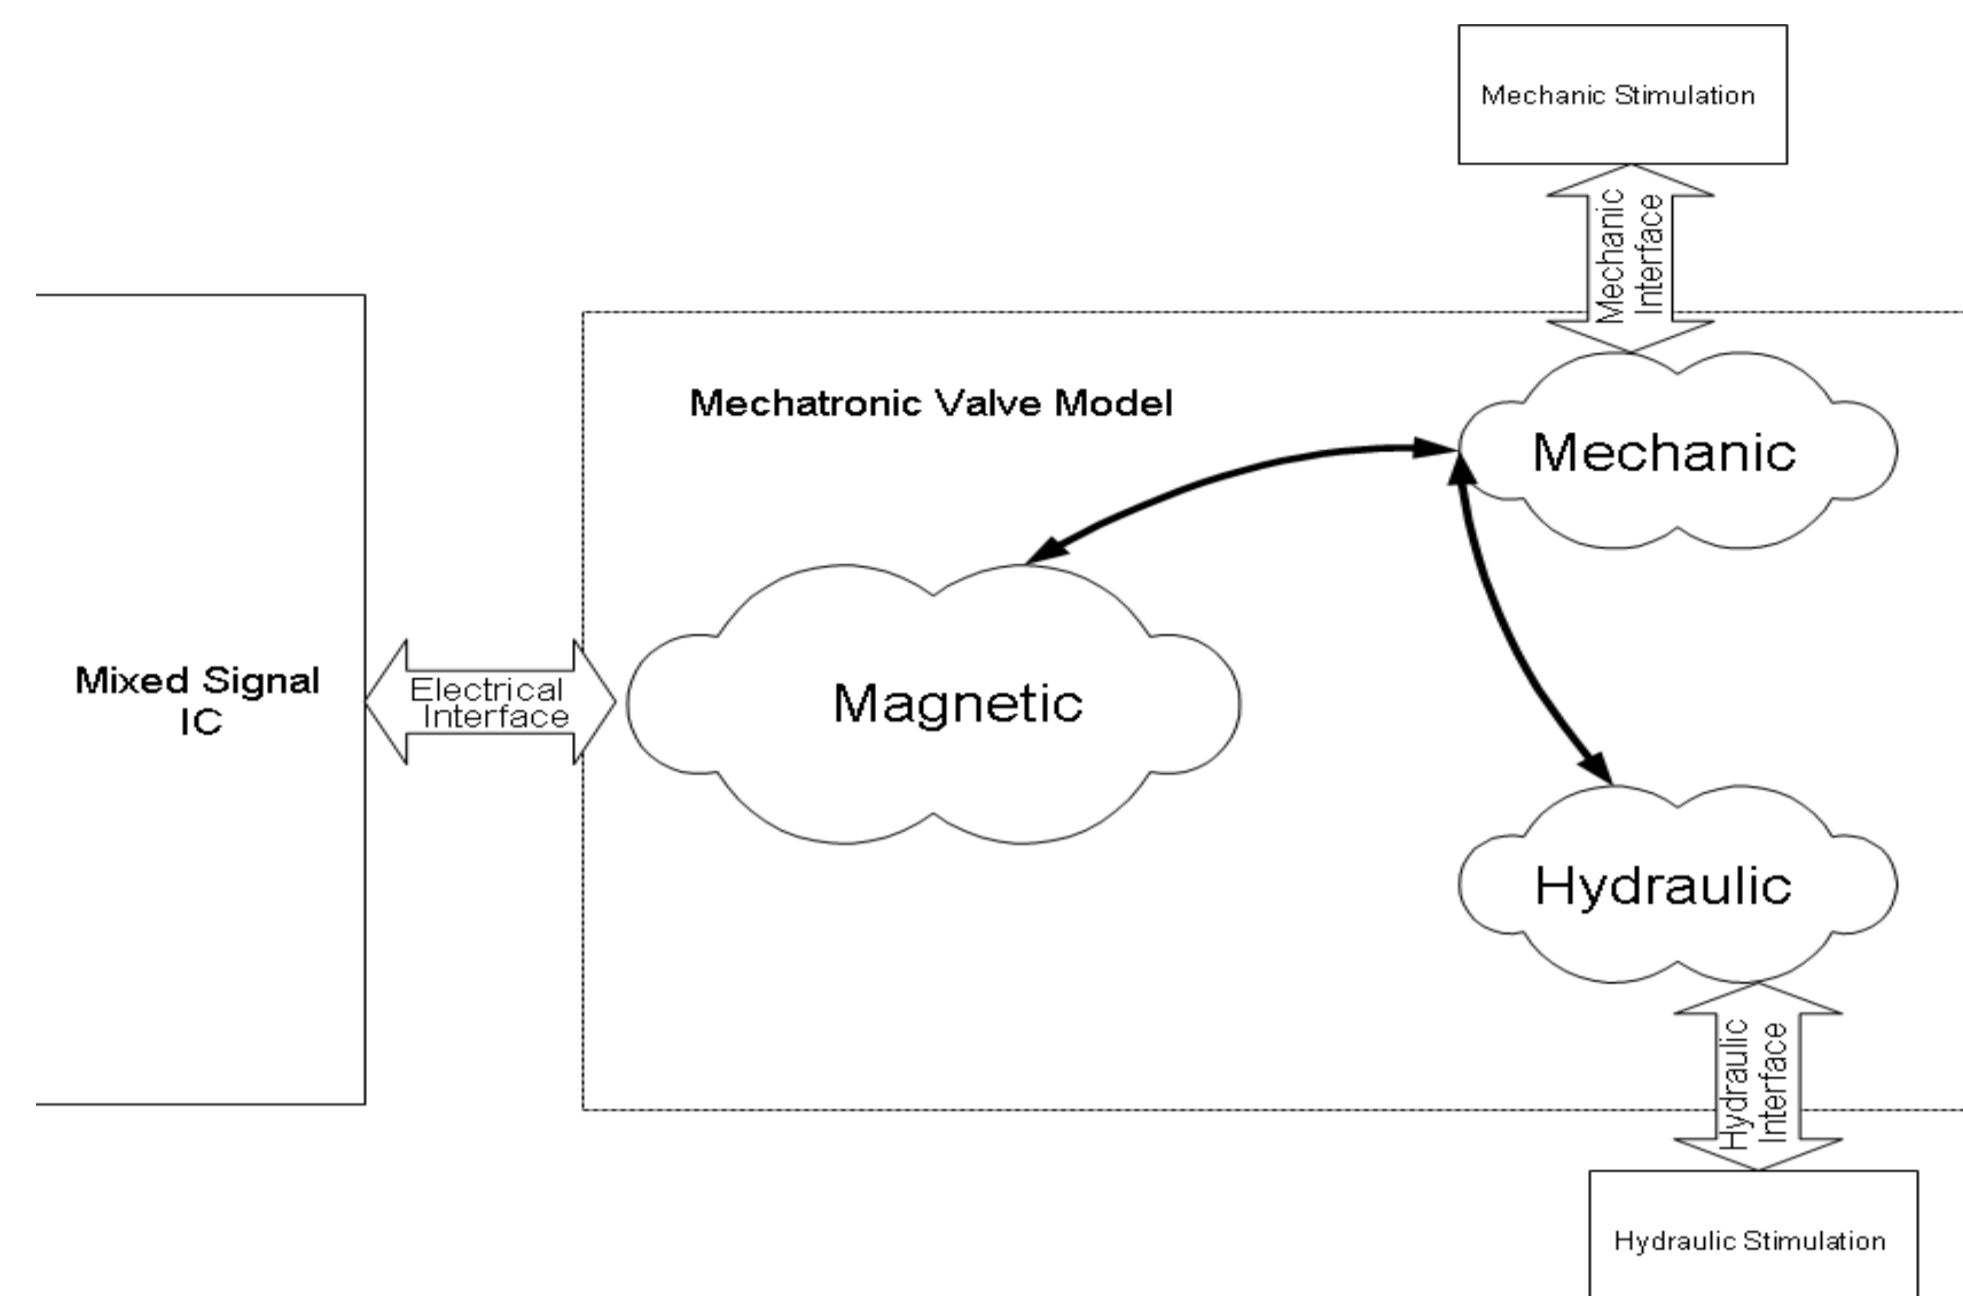 Mechanic Stimulation
Mechanic
Interface
Mechatronic Valve Model
Mechanic
Mixed Signal
IC
Electrical
Interface
Magnetic
Hydraulic
Hydraulic
Interface
Hydraulic Stimulation